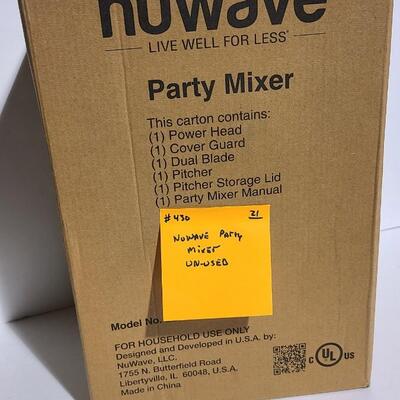 nuwave
LIVE WELL FOR LESS®
Party Mixer
This carton contains:
(1) Power Head
(1) Cover Guard
(1) Dual Blade
(1) Pitcher
(1) Pitcher Storage Lid
(1) Party Mixer Manual
#430 21
NUWAVE Party
Mixer
UN-USED
Model No.
FOR HOUSEHOLD USE ONLY
Designed and Developed in U.S.A. by:
NuWave, LLC.
1755 N. Butterfield Road
Libertyville, IL 60048, U.S.A.
Made in China
C UL US